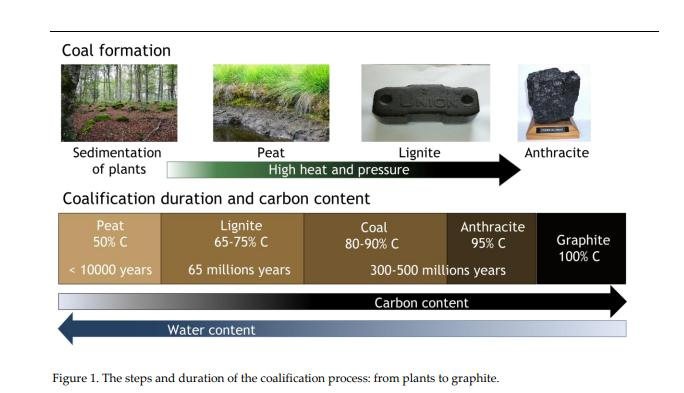 Coal formation
UNION
Sedimentation
of plants
Peat
Lignite
Anthracite
High heat and pressure
Coalification duration and carbon content
Peat
50% C
< 10000 years
Lignite
65-75% C
65 millions years
Coal
80-90% C
Anthracite
95% C
300-500 millions years
Graphite
100% C
Carbon content
Water content
Figure 1. The steps and duration of the coalification process: from plants to graphite.